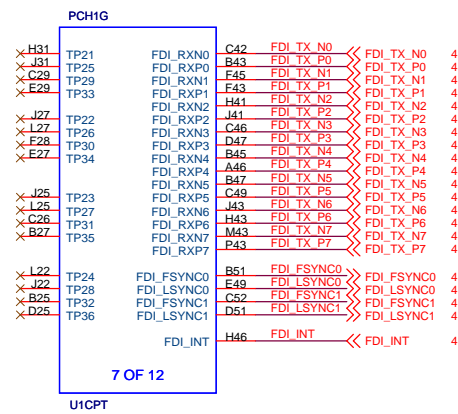 PCH1G
H31 TP21 FDI_RXN0 C42 FDI_TX_N0 FDI_TX_N0 4
J31 TP25 FDI_RXP0 B43 FDI_TX_P0 FDI_TX_P0 4
C29 TP29 FDI_RXN1 F45 FDI_TX_N1 FDI_TX_N1 4
E29 TP33 FDI_RXP1 F43 FDI_TX_P1 FDI_TX_P1 4
FDI_RXN2 H41 FDI_TX_N2 FDI_TX_N2 4
J27 TP22 FDI_RXP2 J41 FDI_TX_P2 FDI_TX_P2 4
L27 TP26 FDI_RXN3 C46 FDI_TX_N3 FDI_TX_N3 4
F28 TP30 FDI_RXP3 D47 FDI_TX_P3 FDI_TX_P3 4
E27 TP34 FDI_RXN4 B45 FDI_TX_N4 FDI_TX_N4 4
FDI_RXP4 A46 FDI_TX_P4 FDI_TX_P4 4
FDI_RXN5 B47 FDI_TX_N5 FDI_TX_N5 4
J25 TP23 FDI_RXP5 C49 FDI_TX_P5 FDI_TX_P5 4
L25 TP27 FDI_RXN6 J43 FDI_TX_N6 FDI_TX_N6 4
C26 TP31 FDI_RXP6 H43 FDI_TX_P6 FDI_TX_P6 4
B27 TP35 FDI_RXN7 M43 FDI_TX_N7 FDI_TX_N7 4
FDI_RXP7 P43 FDI_TX_P7 FDI_TX_P7 4
L22 TP24 FDI_FSYNC0 B51 FDI_FSYNC0 FDI_FSYNC0 4
J22 TP28 FDI_LSYNC0 E49 FDI_LSYNC0 FDI_LSYNC0 4
B25 TP32 FDI_FSYNC1 C52 FDI_FSYNC1 FDI_FSYNC1 4
D25 TP36 FDI_LSYNC1 D51 FDI_LSYNC1 FDI_LSYNC1 4
FDI_INT H46 FDI_INT FDI_INT 4
7 OF 12
U1CPT